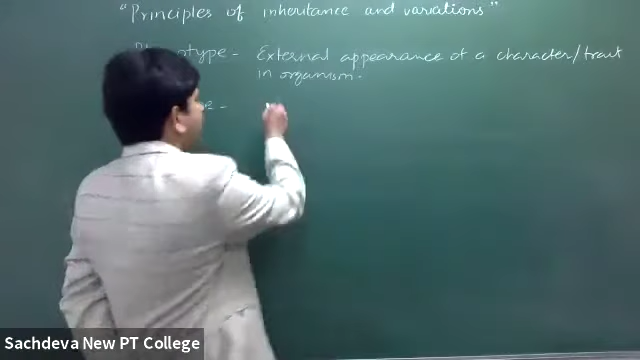 "Principles of inheritance and variations"
External appearance of a character/trait
in organism.
Sachdeva New PT College